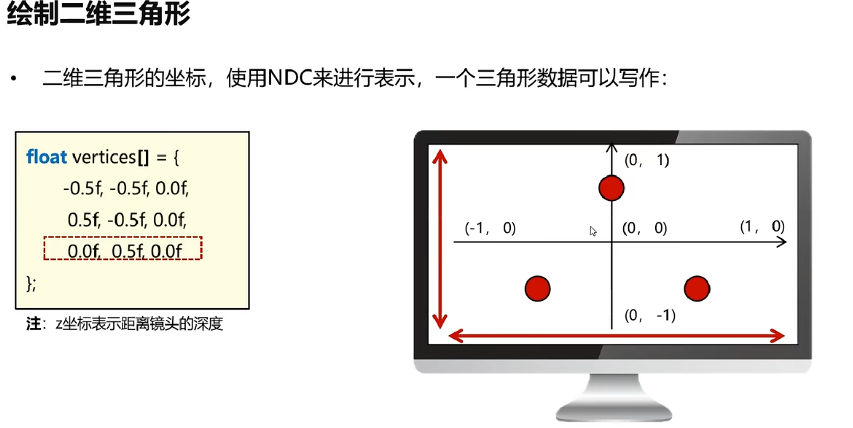 绘制二维三角形
• 二维三角形的坐标，使用NDC来进行表示，一个三角形数据可以写作：
float vertices[] = {
-0.5f, -0.5f, 0.0f,
0.5f, -0.5f, 0.0f,
0.0f, 0.5f, 0.0f
};
注：z坐标表示距离镜头的深度
(0, 1)
(-1, 0)
(0, 0)
(1, 0)
(0, -1)